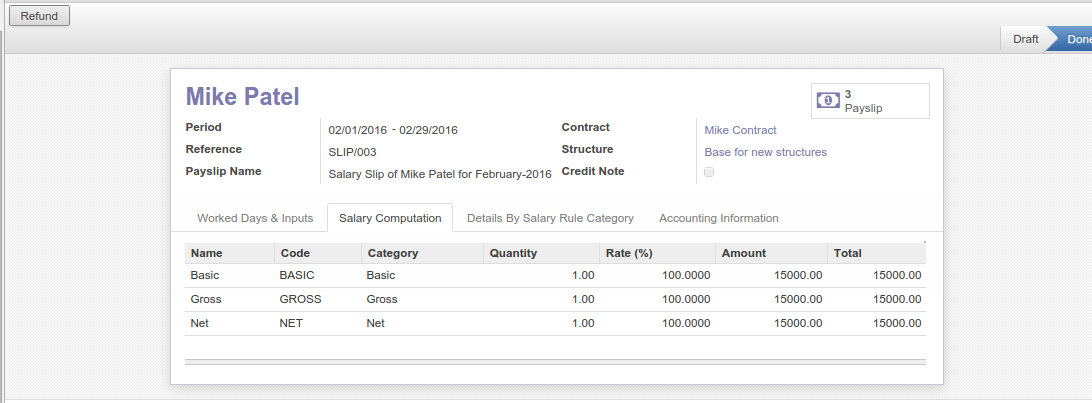 Refund
Draft Done
Mike Patel
3
Payslip
Period 02/01/2016 - 02/29/2016 Contract Mike Contract
Reference SLIP/003 Structure Base for new structures
Payslip Name Salary Slip of Mike Patel for February-2016 Credit Note
Worked Days & Inputs Salary Computation Details By Salary Rule Category Accounting Information
Name Code Category Quantity Rate (%) Amount Total
Basic BASIC Basic 1.00 100.0000 15000.00 15000.00
Gross GROSS Gross 1.00 100.0000 15000.00 15000.00
Net NET Net 1.00 100.0000 15000.00 15000.00